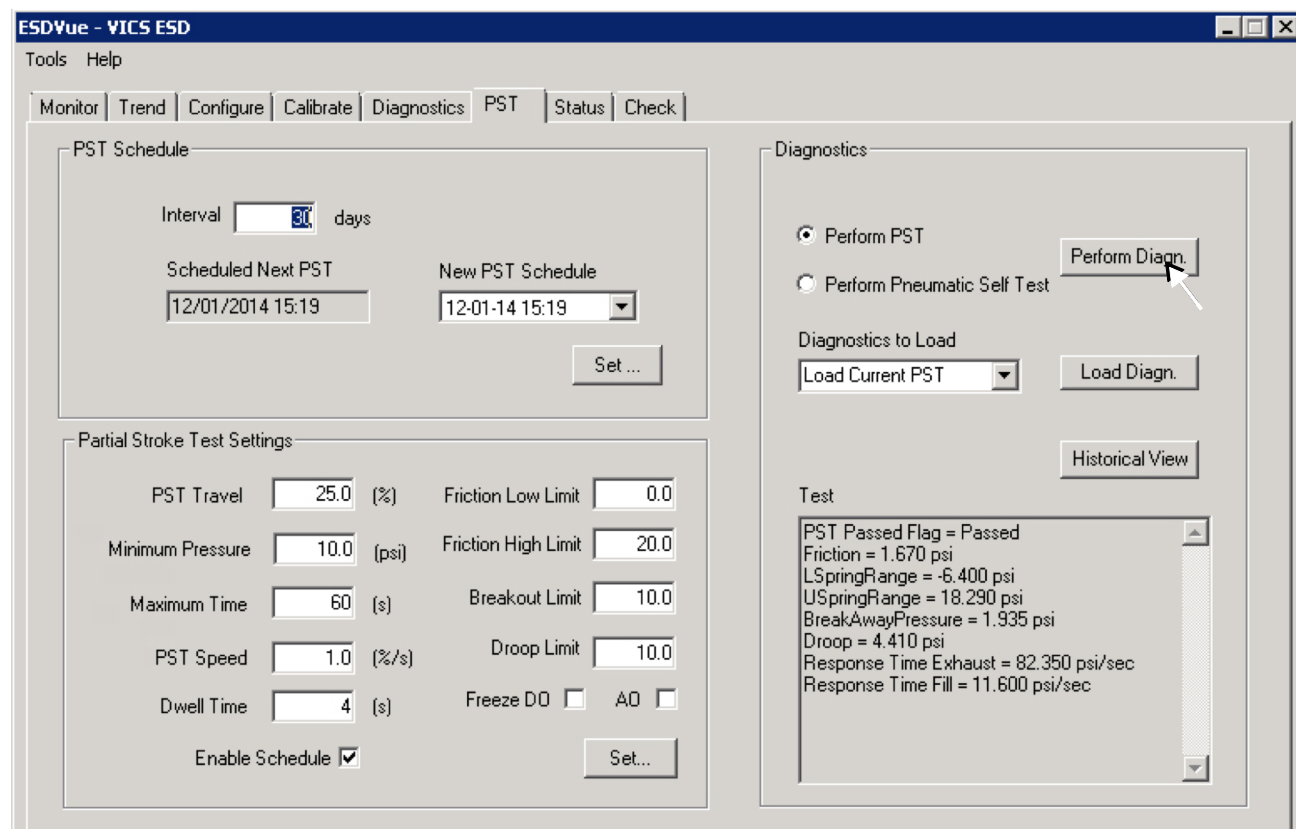 ESDVue - VICS ESD
Tools Help
Monitor Trend Configure Calibrate Diagnostics PST Status Check
PST Schedule
Interval 30 days
Scheduled Next PST
12/01/2014 15:19
New PST Schedule
12-01-14 15:19
Set ...
Partial Stroke Test Settings
PST Travel 25.0 (%)
Minimum Pressure 10.0 (psi)
Maximum Time 60 (s)
PST Speed 1.0 (%/s)
Dwell Time 4 (s)
Enable Schedule
Friction Low Limit 0.0
Friction High Limit 20.0
Breakout Limit 10.0
Droop Limit 10.0
Freeze DO AO
Set...
Diagnostics
Perform PST
Perform Pneumatic Self Test
Perform Diagn.
Diagnostics to Load
Load Current PST
Load Diagn.
Historical View
Test
PST Passed Flag = Passed
Friction = 1.670 psi
LSpringRange = -6.400 psi
USpringRange = 18.290 psi
BreakAwayPressure = 1.935 psi
Droop = 4.410 psi
Response Time Exhaust = 82.350 psi/sec
Response Time Fill = 11.600 psi/sec